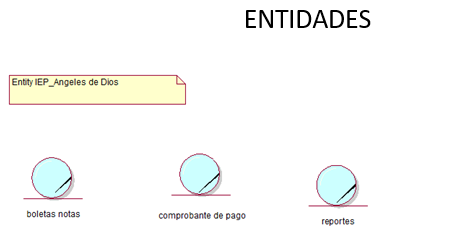 ENTIDADES
Entity IEP_Angeles de Dios
boletas notas
comprobante de pago
reportes